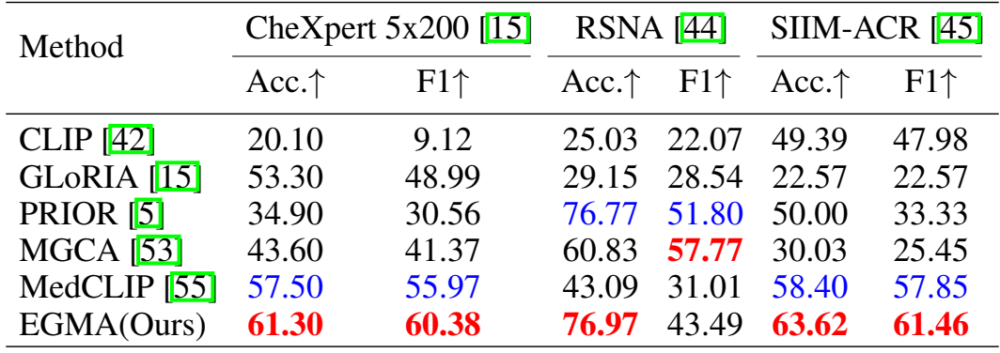 Method CheXpert 5x200 [15] RSNA [44] SIIM-ACR [45]
Acc.↑ F1↑ Acc.↑ F1↑ Acc.↑ F1↑
CLIP [42] 20.10 9.12 25.03 22.07 49.39 47.98
GLoRIA [15] 53.30 48.99 29.15 28.54 22.57 22.57
PRIOR [5] 34.90 30.56 76.77 51.80 50.00 33.33
MGCA [53] 43.60 41.37 60.83 57.77 30.03 25.45
MedCLIP [55] 57.50 55.97 43.09 31.01 58.40 57.85
EGMA(Ours) 61.30 60.38 76.97 43.49 63.62 61.46